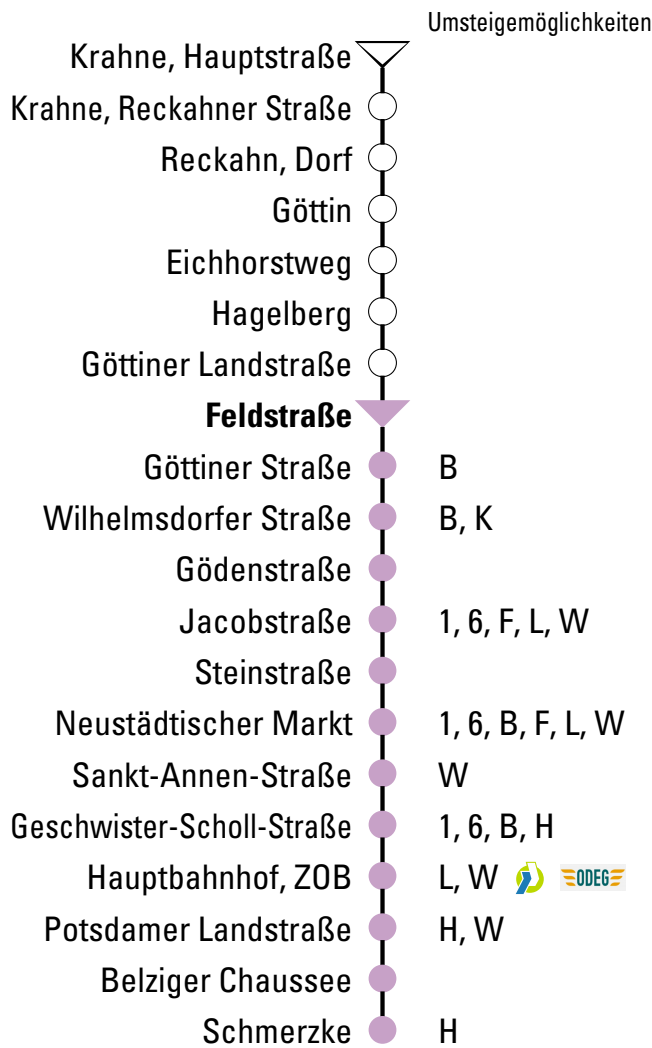 Umsteigemöglichkeiten
Krahne, Hauptstraße
Krahne, Reckahner Straße
Reckahn, Dorf
Göttin
Eichhorstweg
Hagelberg
Göttiner Landstraße
Feldstraße
Göttiner Straße B
Wilhelmsdorfer Straße B, K
Gödenstraße
Jacobstraße 1, 6, F, L, W
Steinstraße
Neustädtischer Markt 1, 6, B, F, L, W
Sankt-Annen-Straße W
Geschwister-Scholl-Straße 1, 6, B, H
Hauptbahnhof, ZOB L, W ODEG
Potsdamer Landstraße H, W
Belziger Chaussee
Schmerzke H